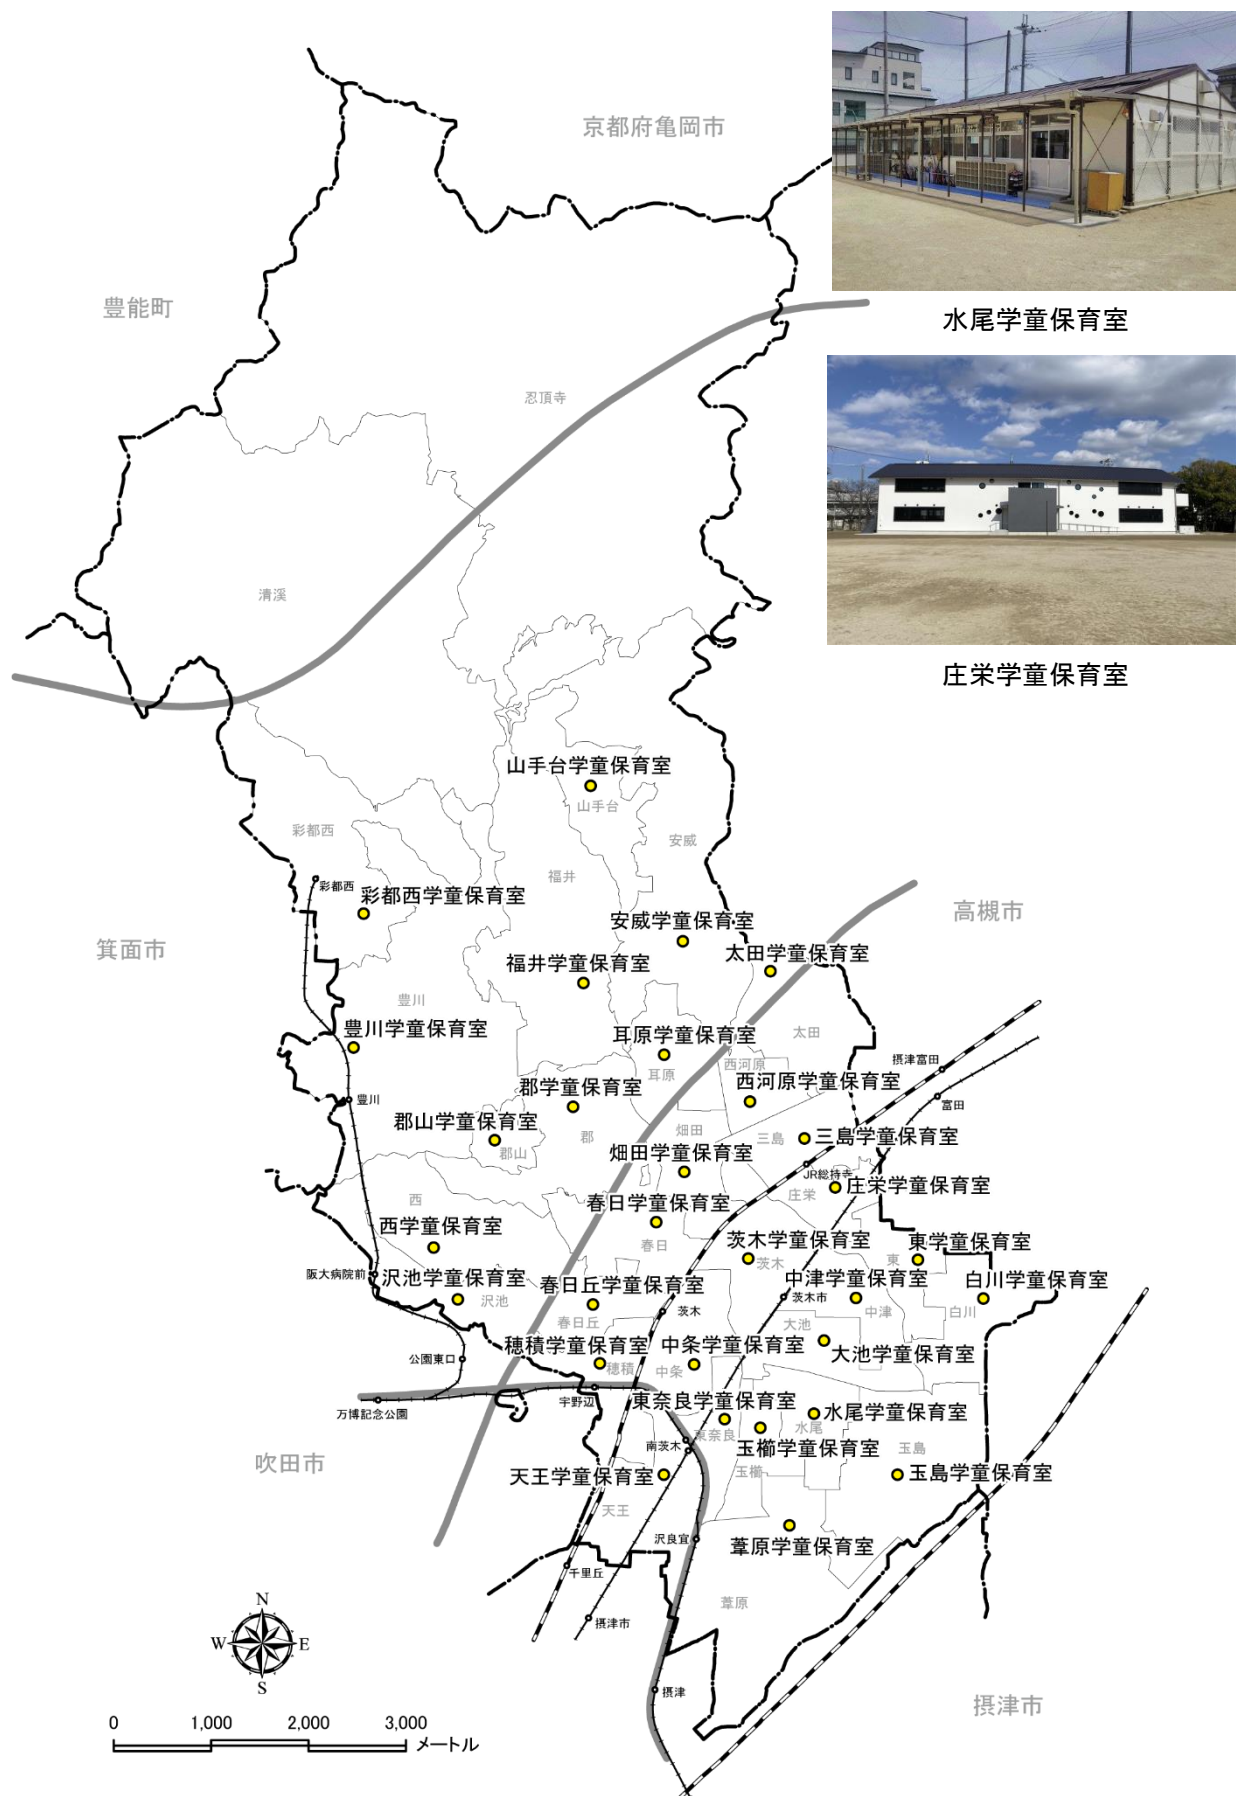 京都府亀岡市
豊能町
水尾学童保育室
忍頂寺
清溪
庄栄学童保育室
山手台学童保育室
山手台
彩都西
安威
福井
彩都西
彩都西学童保育室
高槻市
安威学童保育室
箕面市
太田学童保育室
福井学童保育室
豊川
豊川学童保育室
太田
耳原学童保育室
西河原
摂津富田
耳原
西河原学童保育室
郡学童保育室
豊川
富田
郡山学童保育室
畑田
郡
三島
三島学童保育室
郡山
畑田学童保育室
JR総持寺
庄栄学童保育室
庄栄
西
春日学童保育室
西学童保育室
春日
茨木学童保育室
東学童保育室
茨木
東
阪大病院前
沢池学童保育室
春日丘学童保育室
中津学童保育室
白川学童保育室
沢池
茨木市
茨木
中津
白川
春日丘
大池
穂積学童保育室
中条学童保育室
大池学童保育室
公園東口
穂積
中条
宇野辺
東奈良学童保育室
万博記念公園
水尾学童保育室
水尾
東奈良
南茨木
玉櫛学童保育室
玉島
吹田市
玉櫛
天王学童保育室
玉島学童保育室
天王
沢良宜
葦原学童保育室
千里丘
葦原
摂津市
N
W
E
S
摂津
摂津市
0 1,000 2,000 3,000
メートル